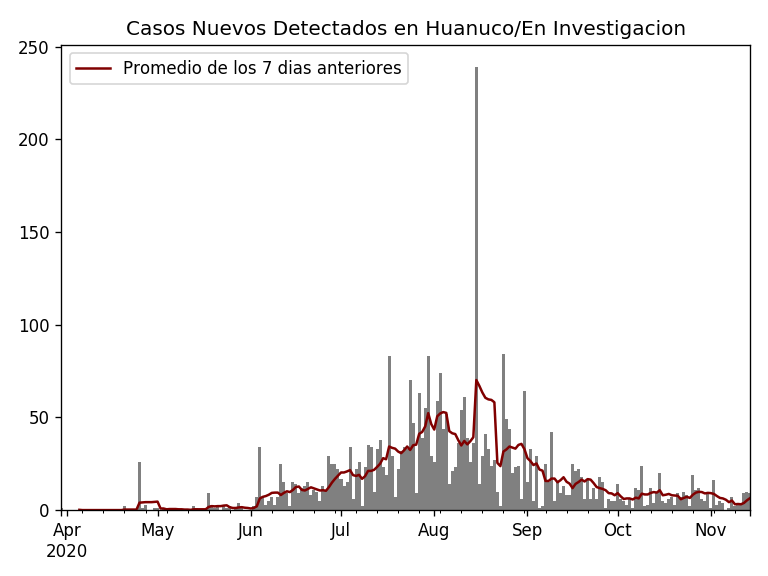 Casos Nuevos Detectados en Huanuco/En Investigacion
Promedio de los 7 dias anteriores
250
200
150
100
50
0
Apr May Jun Jul Aug Sep Oct Nov
2020